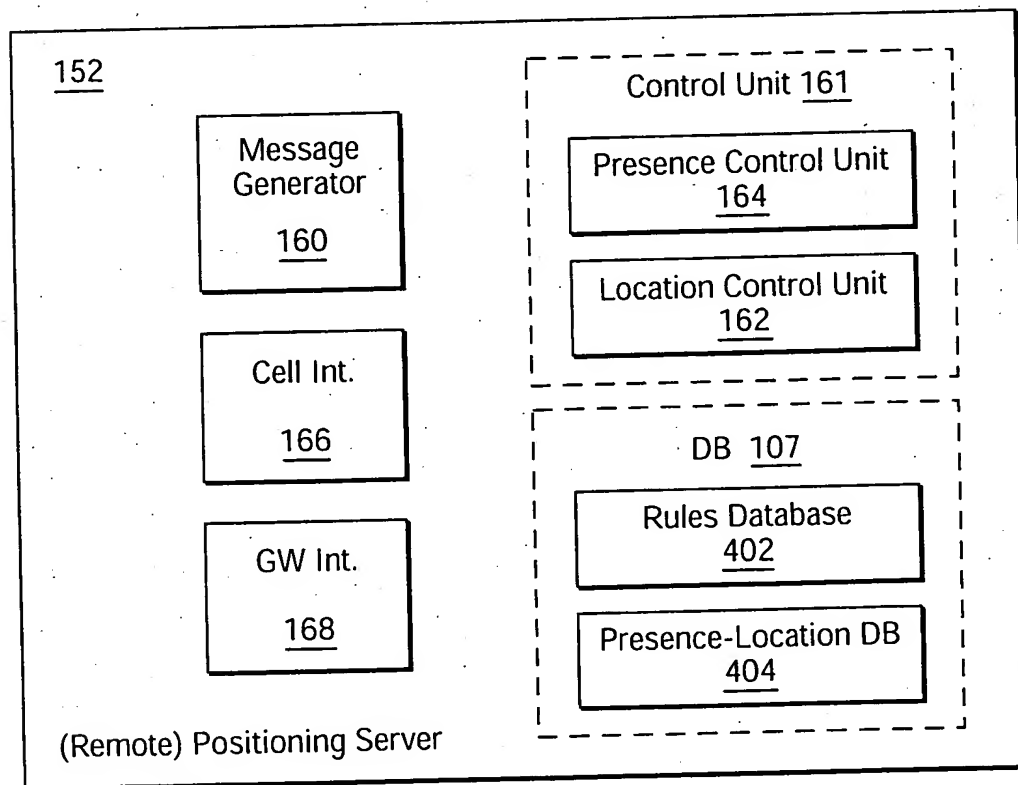 152
Message
Generator
160
Cell Int.
166
GW Int.
168
(Remote) Positioning Server
Control Unit 161
Presence Control Unit
164
Location Control Unit
162
DB 107
Rules Database
402
Presence-Location DB
404